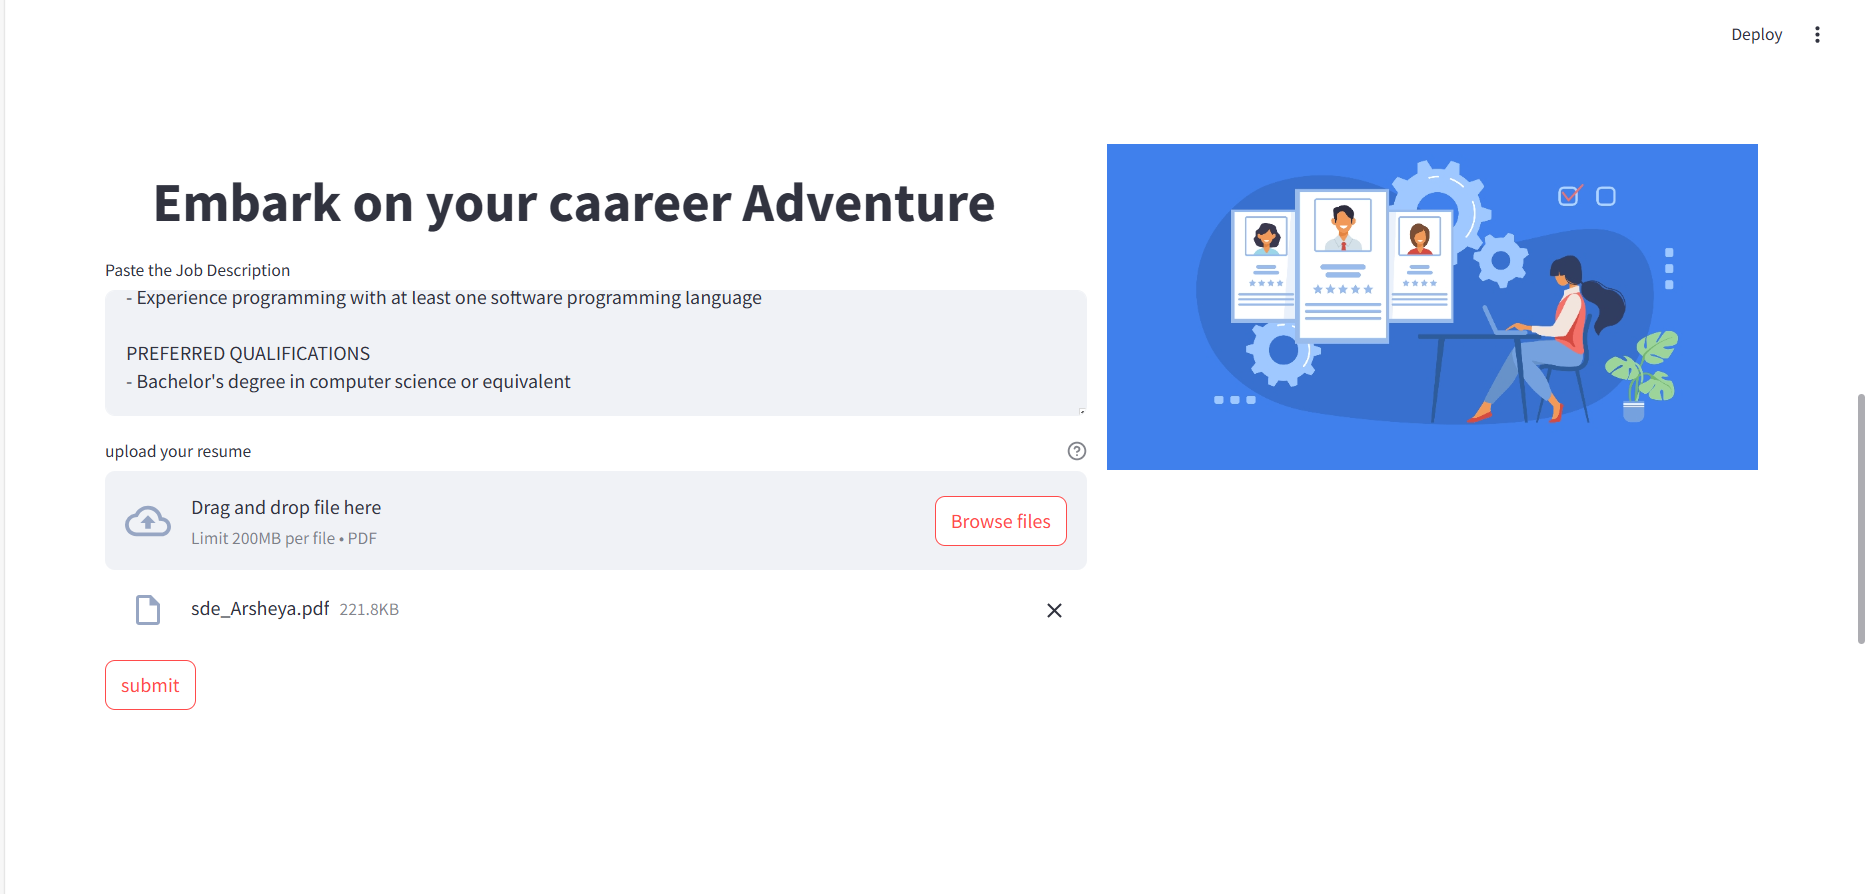 Deploy
Embark on your caareer Adventure
Paste the Job Description
- Experience programming with at least one software programming language
PREFERRED QUALIFICATIONS
- Bachelor's degree in computer science or equivalent
upload your resume
Drag and drop file here
Limit 200MB per file • PDF
Browse files
sde_Arsheya.pdf 221.8KB
submit